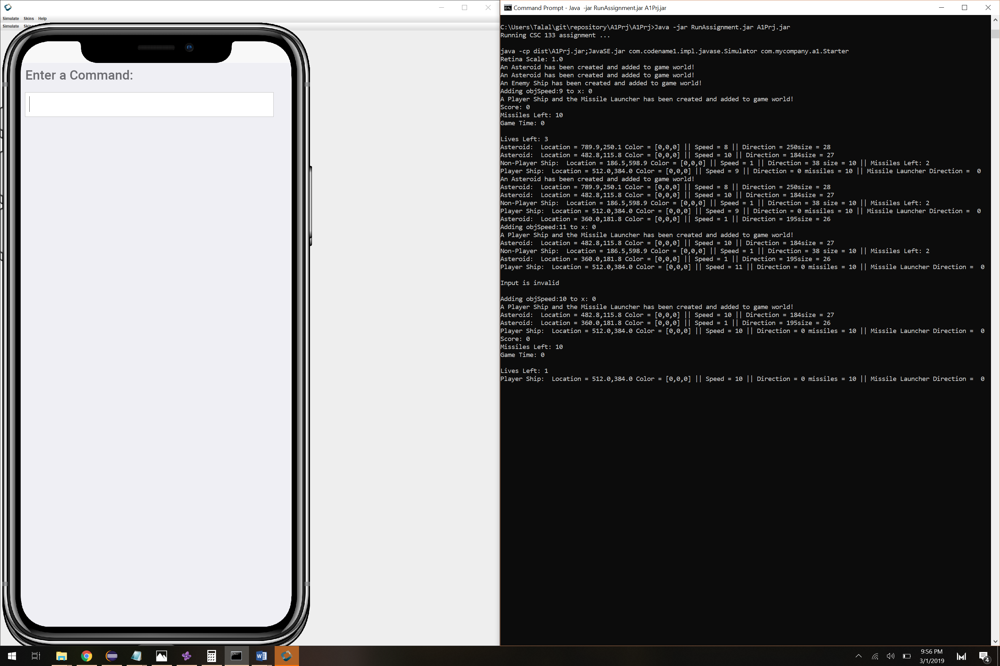 Simulate Skins Help
Simulate
Enter a Command:
Command Prompt - Java  -jar RunAssignment.jar A1Prj.jar
C:\Users\Talal\git\repository\A1Prj\A1Prj>Java -jar RunAssignment.jar A1Prj.jar
Running CSC 133 assignment ...
java -cp dist\A1Prj.jar;JavaSE.jar com.codename1.impl.javase.Simulator com.mycompany.a1.Starter
Retina Scale: 1.0
An Asteroid has been created and added to game world!
An Asteroid has been created and added to game world!
An Enemy Ship has been created and added to game world!
Adding objSpeed:9 to x: 0
A Player Ship and the Missile Launcher has been created and added to game world!
Score: 0
Missiles Left: 10
Game Time: 0
Lives Left: 3
Asteroid:  Location = 789.9,250.1 Color = [0,0,0] || Speed = 8 || Direction = 250size = 28
Asteroid:  Location = 482.8,115.8 Color = [0,0,0] || Speed = 10 || Direction = 184size = 27
Non-Player Ship:  Location = 186.5,598.9 Color = [0,0,0] || Speed = 1 || Direction = 38 size = 10 || Missiles Left: 2
Player Ship:  Location = 512.0,384.0 Color = [0,0,0] || Speed = 9 || Direction = 0 missiles = 10 || Missile Launcher Direction =  0
An Asteroid has been created and added to game world!
Asteroid:  Location = 789.9,250.1 Color = [0,0,0] || Speed = 8 || Direction = 250size = 28
Asteroid:  Location = 482.8,115.8 Color = [0,0,0] || Speed = 10 || Direction = 184size = 27
Non-Player Ship:  Location = 186.5,598.9 Color = [0,0,0] || Speed = 1 || Direction = 38 size = 10 || Missiles Left: 2
Player Ship:  Location = 512.0,384.0 Color = [0,0,0] || Speed = 9 || Direction = 0 missiles = 10 || Missile Launcher Direction =  0
Asteroid:  Location = 360.0,181.8 Color = [0,0,0] || Speed = 1 || Direction = 195size = 26
Adding objSpeed:11 to x: 0
A Player Ship and the Missile Launcher has been created and added to game world!
Asteroid:  Location = 482.8,115.8 Color = [0,0,0] || Speed = 10 || Direction = 184size = 27
Non-Player Ship:  Location = 186.5,598.9 Color = [0,0,0] || Speed = 1 || Direction = 38 size = 10 || Missiles Left: 2
Asteroid:  Location = 360.0,181.8 Color = [0,0,0] || Speed = 1 || Direction = 195size = 26
Player Ship:  Location = 512.0,384.0 Color = [0,0,0] || Speed = 11 || Direction = 0 missiles = 10 || Missile Launcher Direction =  0
Input is invalid
Adding objSpeed:10 to x: 0
A Player Ship and the Missile Launcher has been created and added to game world!
Asteroid:  Location = 482.8,115.8 Color = [0,0,0] || Speed = 10 || Direction = 184size = 27
Asteroid:  Location = 360.0,181.8 Color = [0,0,0] || Speed = 1 || Direction = 195size = 26
Player Ship:  Location = 512.0,384.0 Color = [0,0,0] || Speed = 10 || Direction = 0 missiles = 10 || Missile Launcher Direction =  0
Score: 0
Missiles Left: 10
Game Time: 0
Lives Left: 1
Player Ship:  Location = 512.0,384.0 Color = [0,0,0] || Speed = 10 || Direction = 0 missiles = 10 || Missile Launcher Direction =  0
9:56 PM
3/1/2019
4